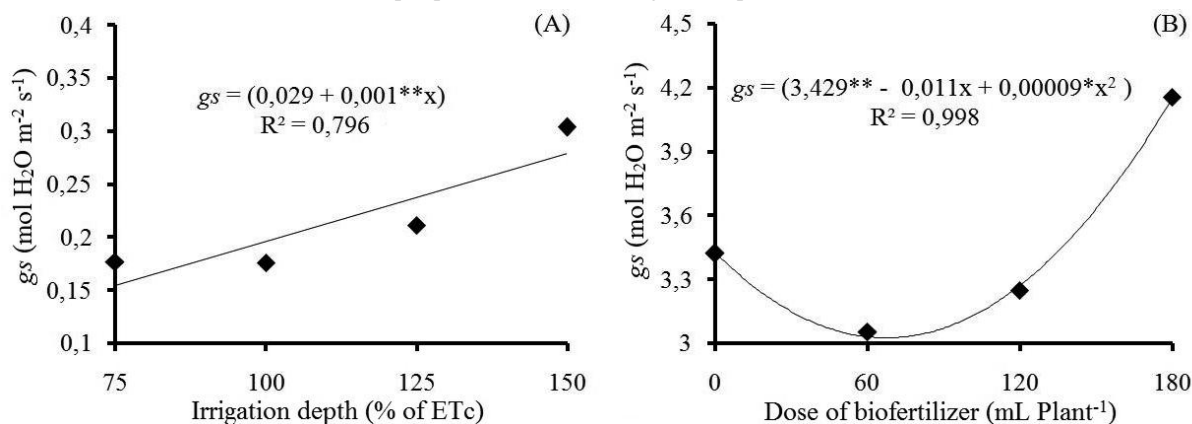 (A)
gs = (0,029 + 0,001**x)
R² = 0,796
gs (mol H₂O m⁻² s⁻¹)
0,4
0,35
0,3
0,25
0,2
0,15
0,1
75 100 125 150
Irrigation depth (% of ETc)
(B)
gs = (3,429** - 0,011x + 0,00009*x² )
R² = 0,998
gs (mol H₂O m⁻² s⁻¹)
4,5
4,2
3,9
3,6
3,3
3
0 60 120 180
Dose of biofertilizer (mL Plant⁻¹)